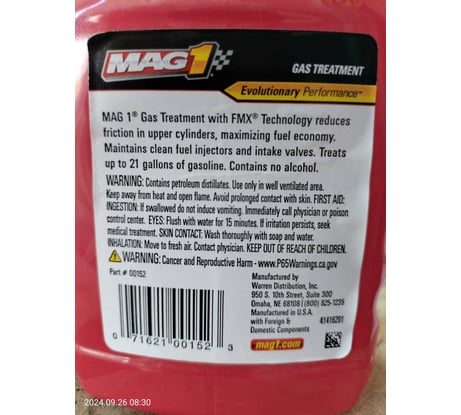 MAG 1
GAS TREATMENT
Evolutionary Performance™
MAG 1® Gas Treatment with FMX® Technology reduces
friction in upper cylinders, maximizing fuel economy.
Maintains clean fuel injectors and intake valves. Treats
up to 21 gallons of gasoline. Contains no alcohol.
WARNING: Contains petroleum distillates. Use only in well ventilated area.
Keep away from heat and open flame. Avoid prolonged contact with skin. FIRST AID:
INGESTION: If swallowed do not induce vomiting. Immediately call physician or poison
control center. EYES: Flush with water for 15 minutes. If irritation persists, seek
medical treatment. SKIN CONTACT: Wash thoroughly with soap and water.
INHALATION: Move to fresh air. Contact physician. KEEP OUT OF REACH OF CHILDREN.
WARNING: Cancer and Reproductive Harm - www.P65Warnings.ca.gov
Part # 00152
0 71621 00152 3
Manufactured by
Warren Distribution, Inc.
950 S. 10th Street, Suite 300
Omaha, NE 68108 | (800) 825-1235
Manufactured in U.S.A.
with Foreign &
Domestic Components
41416201
mag1.com
2024.09.26 08:30